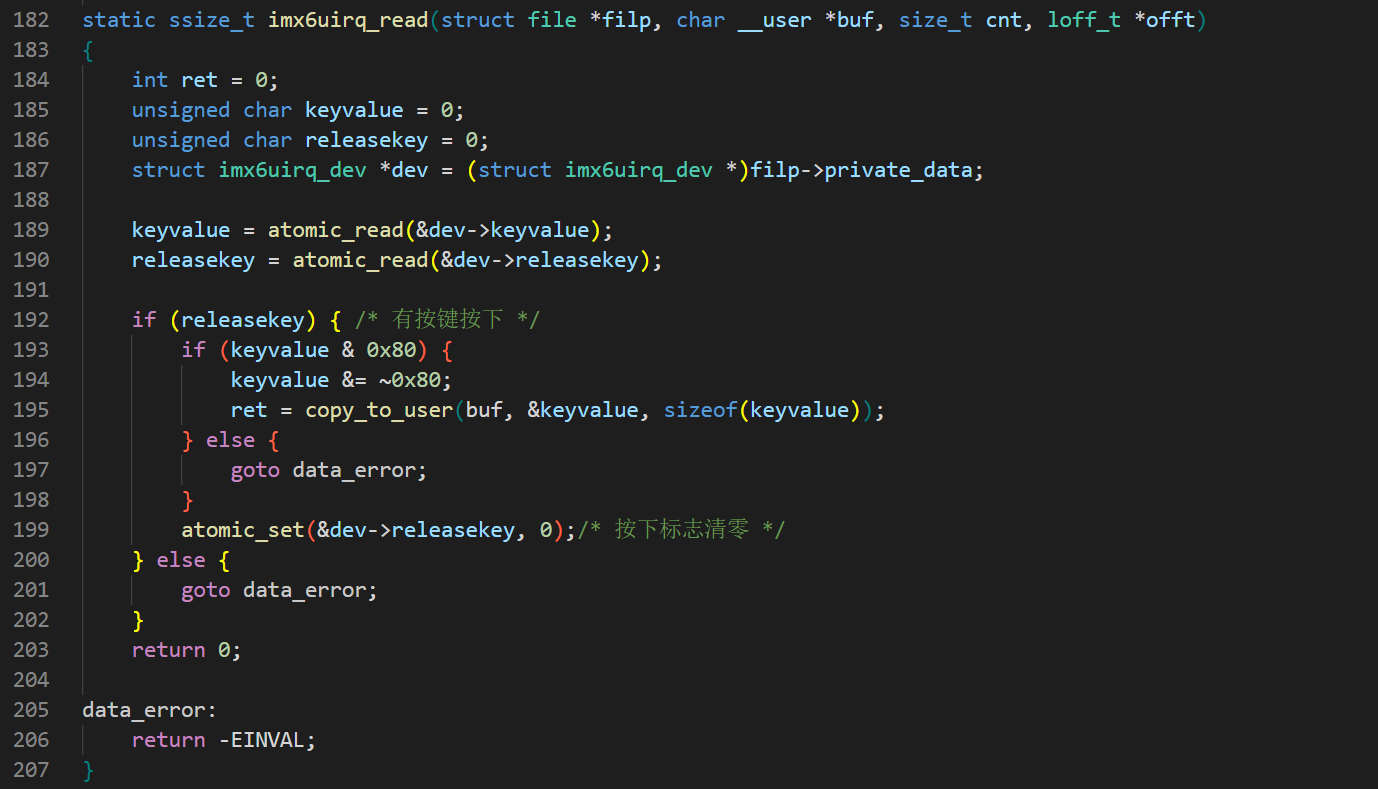 182 static ssize_t imx6uirq_read(struct file *filp, char __user *buf, size_t cnt, loff_t *offt)
183 {
184     int ret = 0;
185     unsigned char keyvalue = 0;
186     unsigned char releasekey = 0;
187     struct imx6uirq_dev *dev = (struct imx6uirq_dev *)filp->private_data;
188
189     keyvalue = atomic_read(&dev->keyvalue);
190     releasekey = atomic_read(&dev->releasekey);
191
192     if (releasekey) { /* 有按键按下 */
193         if (keyvalue & 0x80) {
194             keyvalue &= ~0x80;
195             ret = copy_to_user(buf, &keyvalue, sizeof(keyvalue));
196         } else {
197             goto data_error;
198         }
199         atomic_set(&dev->releasekey, 0);/* 按下标志清零 */
200     } else {
201         goto data_error;
202     }
203     return 0;
204
205 data_error:
206     return -EINVAL;
207 }